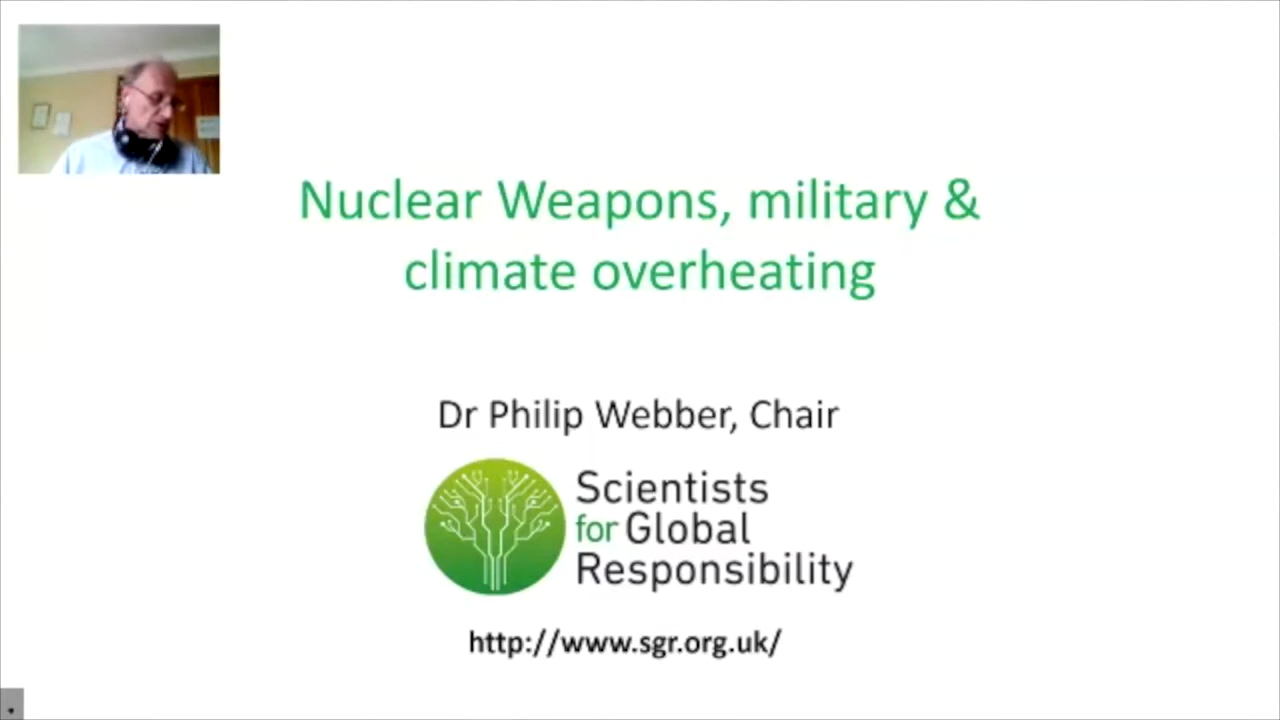 Nuclear Weapons, military &
climate overheating
Dr Philip Webber, Chair
Scientists
for Global
Responsibility
http://www.sgr.org.uk/